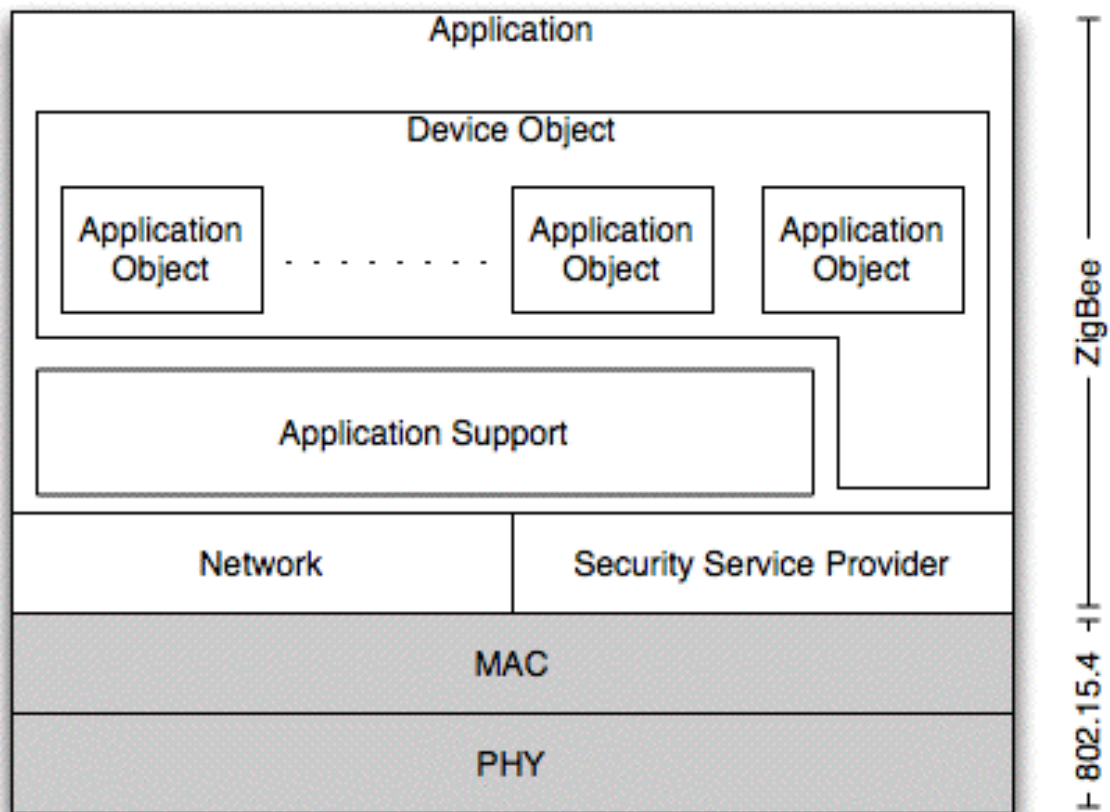 Application
Device Object
Application
Object
Application
Object
Application
Object
Application Support
Network
Security Service Provider
MAC
PHY
ZigBee
802.15.4